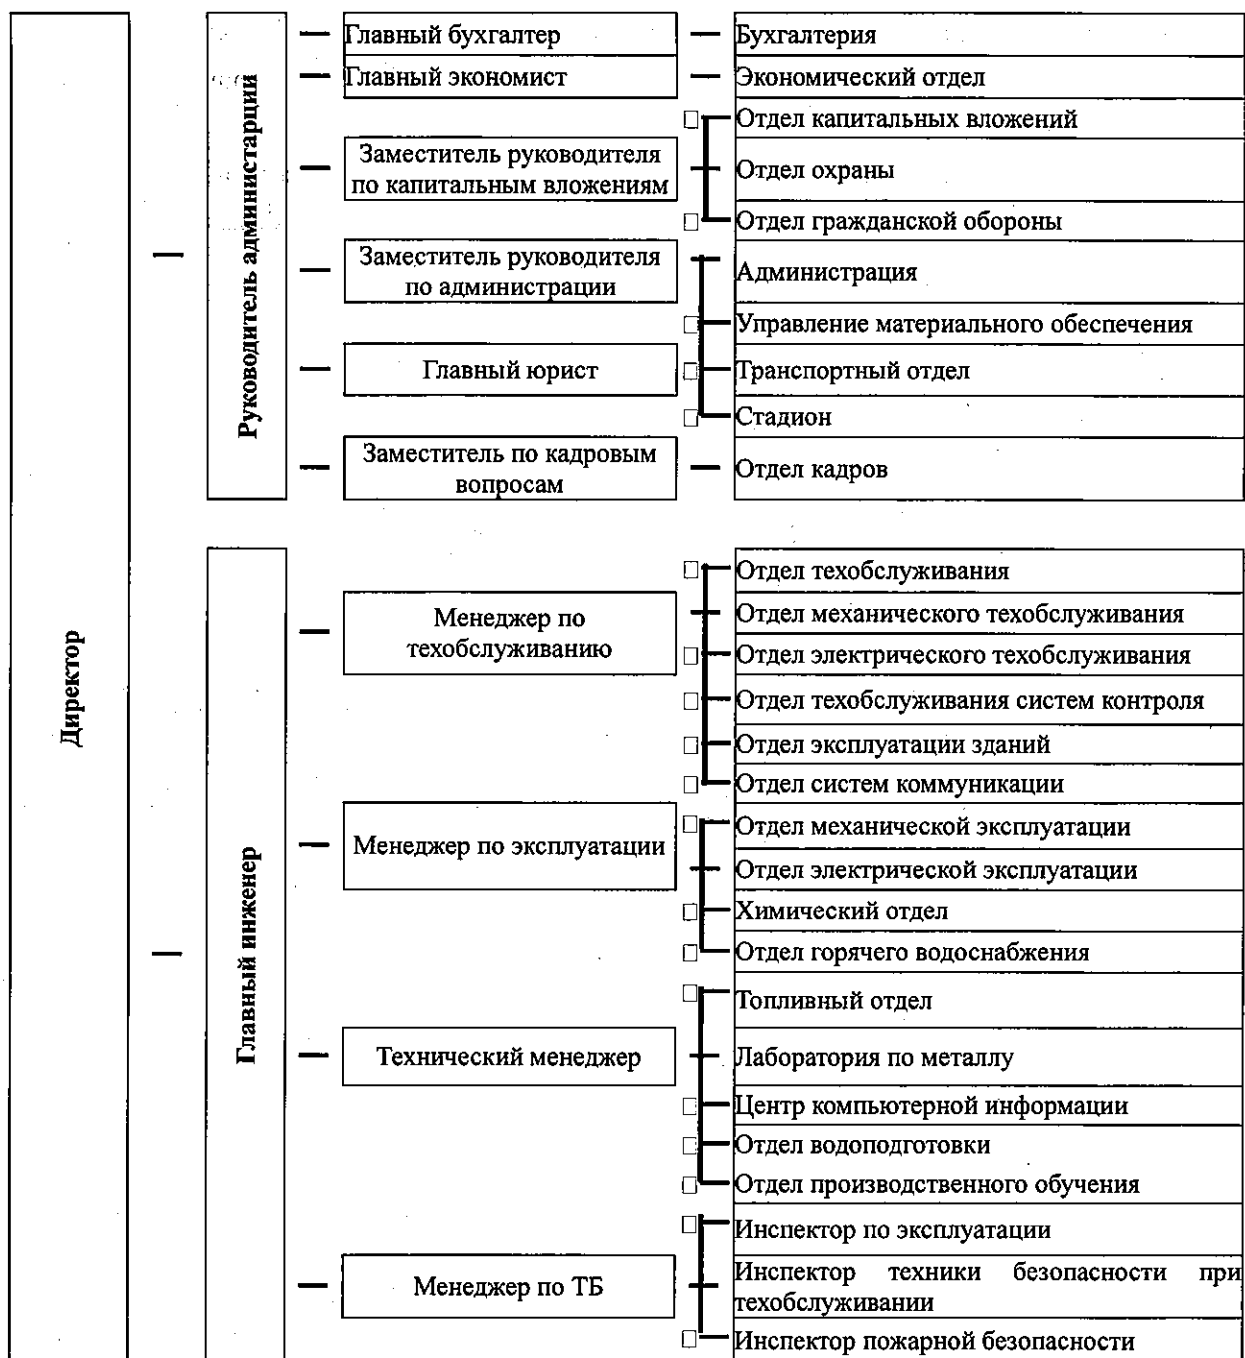 Директор
Руководитель администарции
Главный бухгалтер
Бухгалтерия
Главный экономист
Экономический отдел
Заместитель руководителя
по капитальным вложениям
Отдел капитальных вложений
Отдел охраны
Отдел гражданской обороны
Заместитель руководителя
по администрации
Администрация
Управление материального обеспечения
Главный юрист
Транспортный отдел
Стадион
Заместитель по кадровым
вопросам
Отдел кадров
Главный инженер
Менеджер по
техобслуживанию
Отдел техобслуживания
Отдел механического техобслуживания
Отдел электрического техобслуживания
Отдел техобслуживания систем контроля
Отдел эксплуатации зданий
Отдел систем коммуникации
Менеджер по эксплуатации
Отдел механической эксплуатации
Отдел электрической эксплуатации
Химический отдел
Отдел горячего водоснабжения
Технический менеджер
Топливный отдел
Лаборатория по металлу
Центр компьютерной информации
Отдел водоподготовки
Отдел производственного обучения
Менеджер по ТБ
Инспектор по эксплуатации
Инспектор техники безопасности при
техобслуживании
Инспектор пожарной безопасности